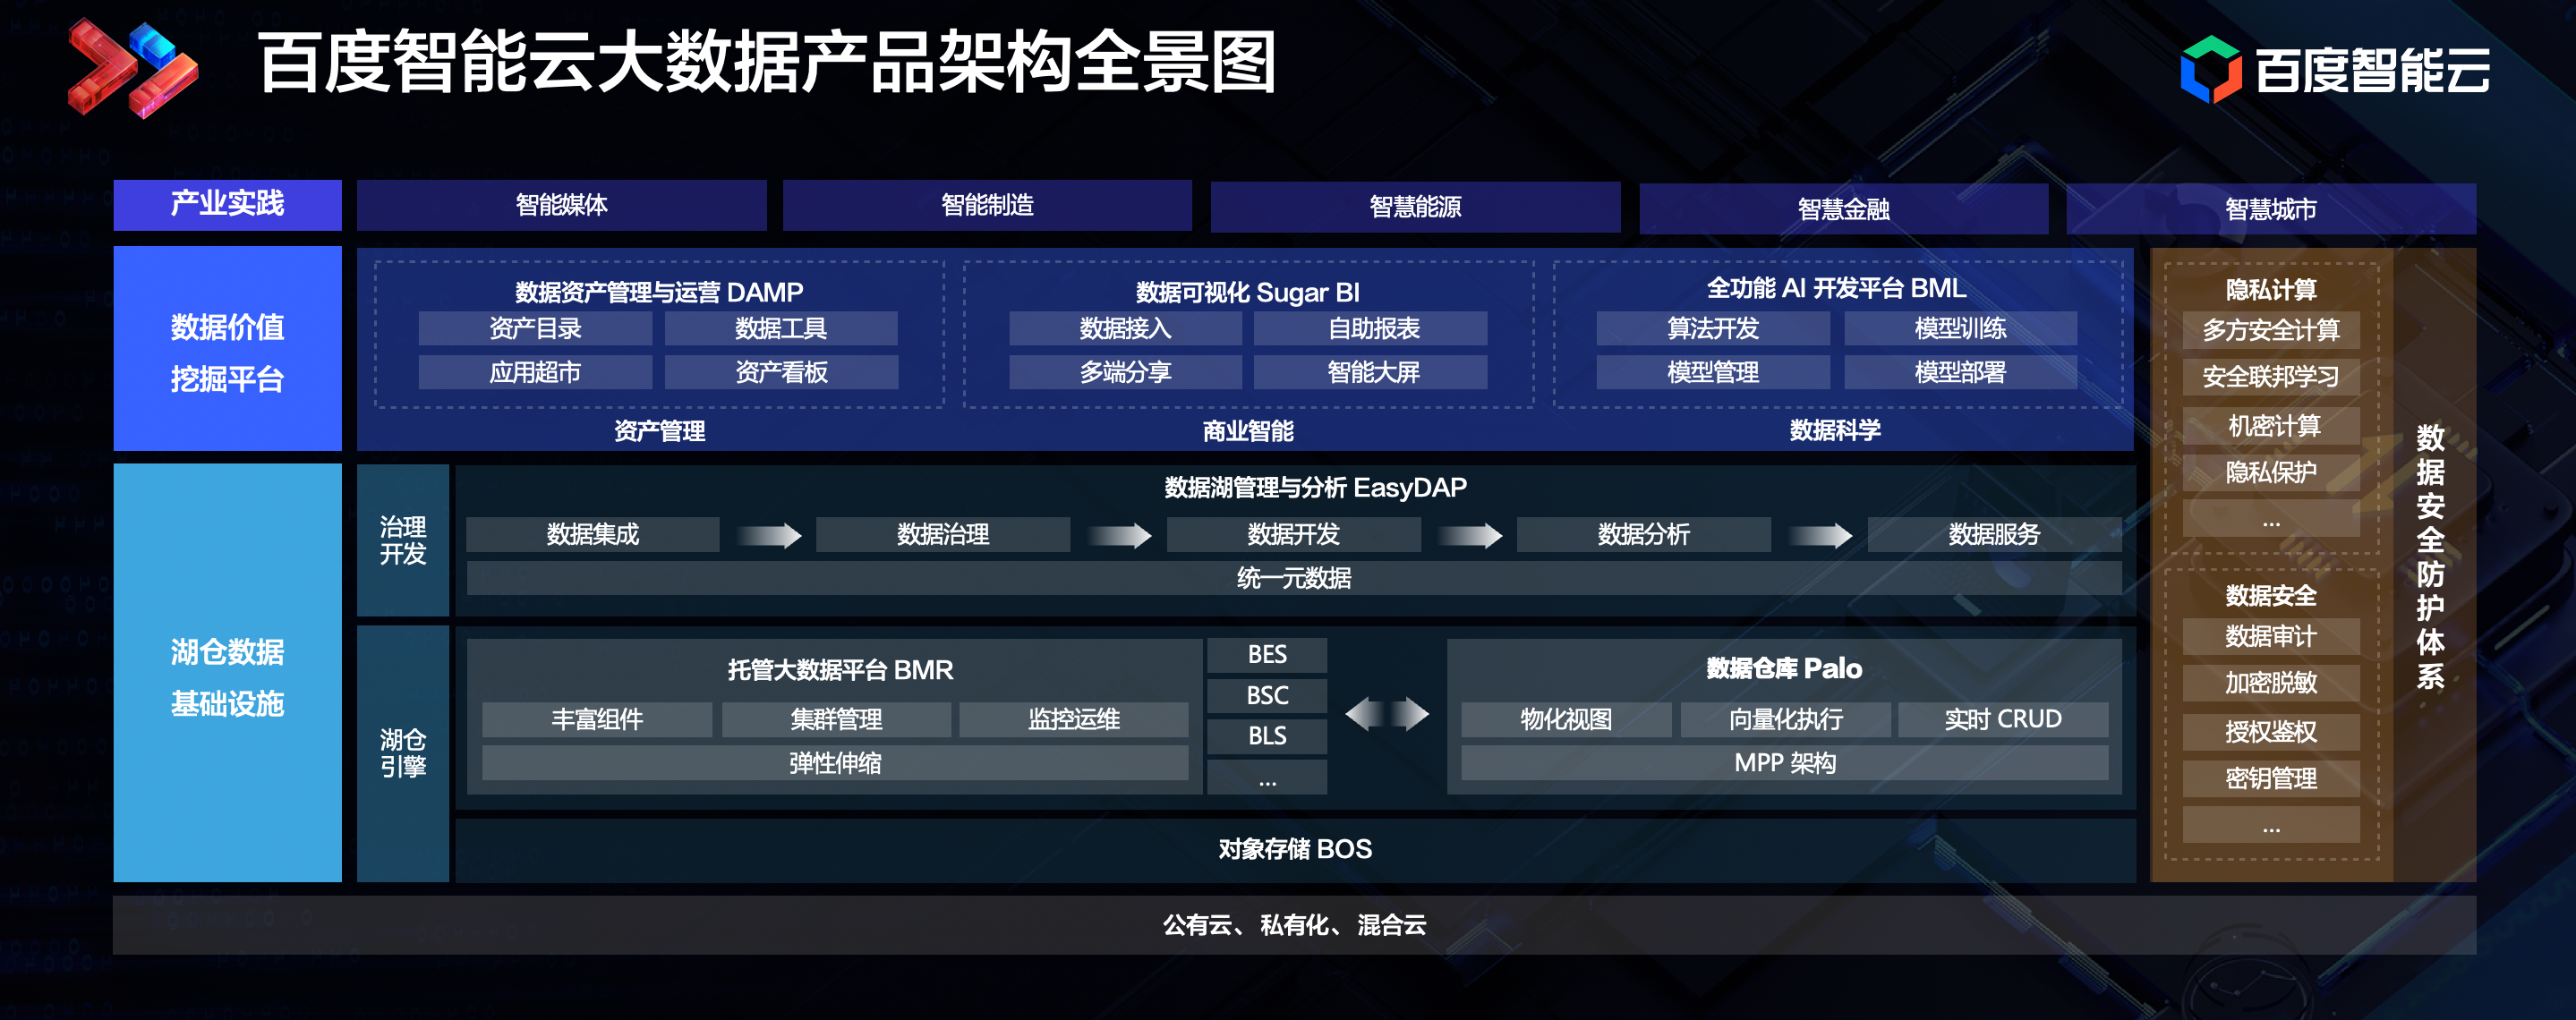 百度智能云大数据产品架构全景图
百度智能云
产业实践
智能媒体
智能制造
智慧能源
智慧金融
智慧城市
数据价值
挖掘平台
数据资产管理与运营 DAMP
资产目录
数据工具
应用超市
资产看板
资产管理
数据可视化 Sugar BI
数据接入
自助报表
多端分享
智能大屏
商业智能
全功能 AI 开发平台 BML
算法开发
模型训练
模型管理
模型部署
数据科学
湖仓数据
基础设施
治理
开发
数据湖管理与分析 EasyDAP
数据集成
数据治理
数据开发
数据分析
数据服务
统一元数据
湖仓
引擎
托管大数据平台 BMR
丰富组件
集群管理
监控运维
弹性伸缩
BES
BSC
BLS
...
数据仓库 Palo
物化视图
向量化执行
实时 CRUD
MPP 架构
对象存储 BOS
隐私计算
多方安全计算
安全联邦学习
机密计算
隐私保护
...
数据安全
数据审计
加密脱敏
授权鉴权
密钥管理
...
数据安全防护体系
公有云、私有化、混合云